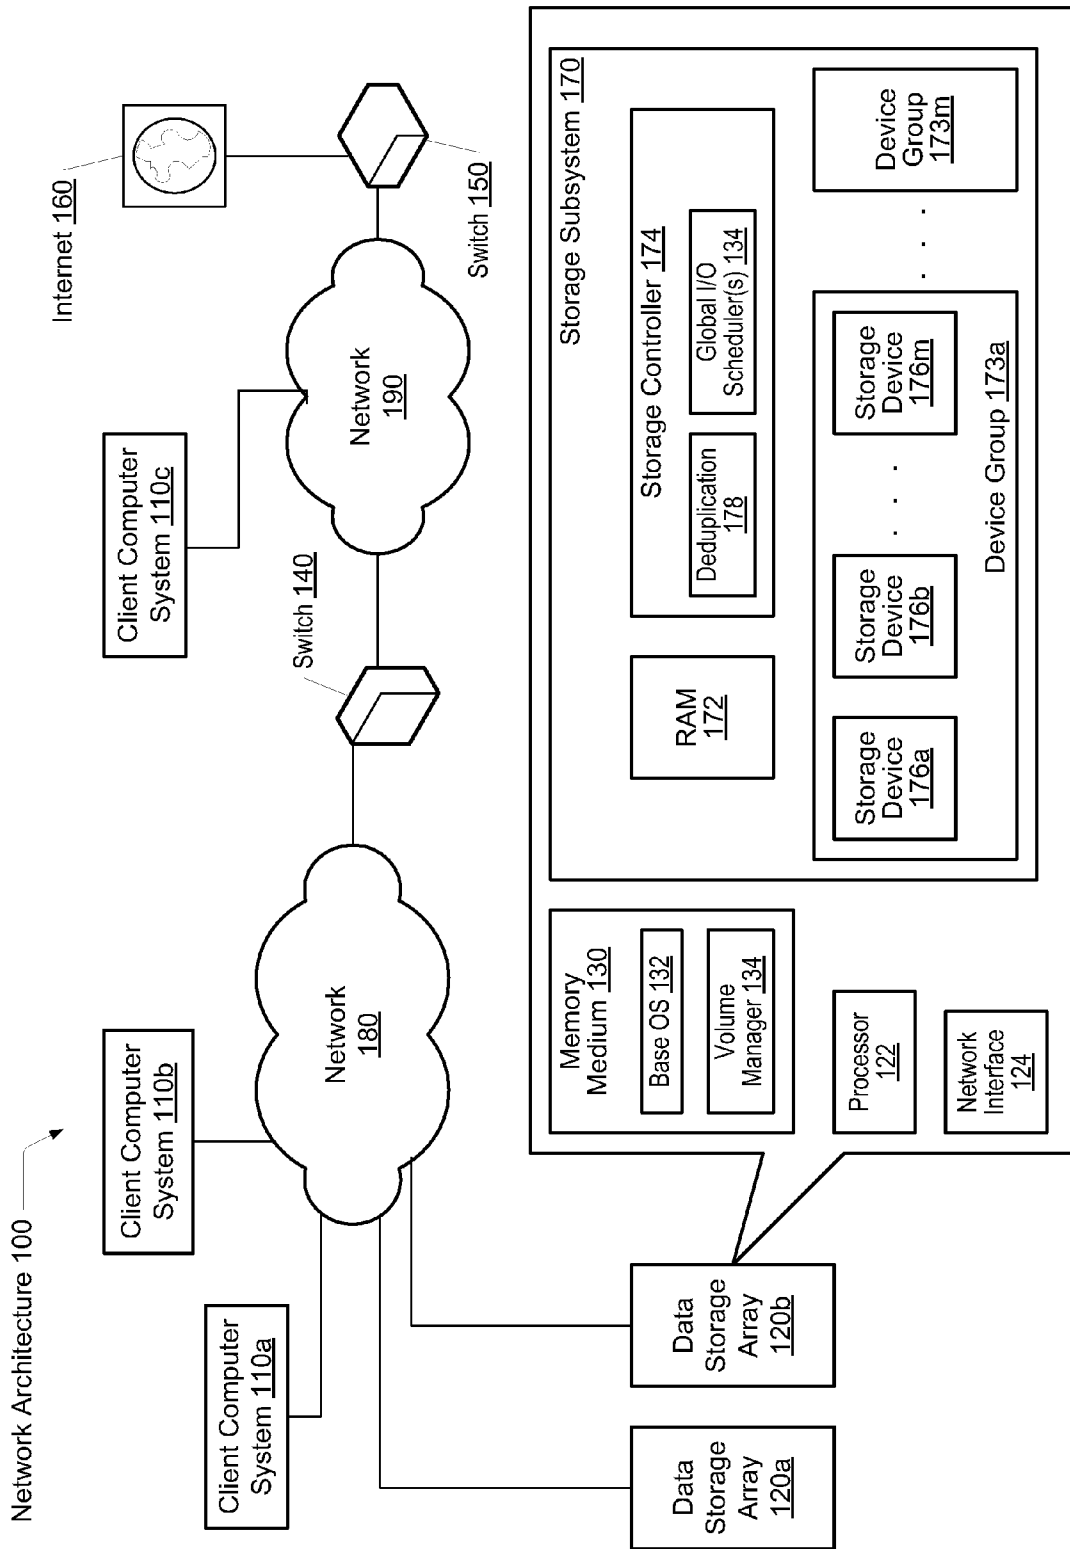 Network Architecture 100
Client Computer
System 110a
Client Computer
System 110b
Client Computer
System 110c
Internet 160
Network
180
Switch 140
Network
190
Switch 150
Data
Storage
Array
120a
Data
Storage
Array
120b
Memory
Medium 130
Base OS 132
Volume
Manager 134
Processor
122
Network
Interface
124
Storage Subsystem 170
RAM
172
Storage Controller 174
Deduplication
178
Global I/O
Scheduler(s) 134
Storage
Device
176a
Storage
Device
176b
. . .
Storage
Device
176m
Device Group 173a
. . .
Device
Group
173m